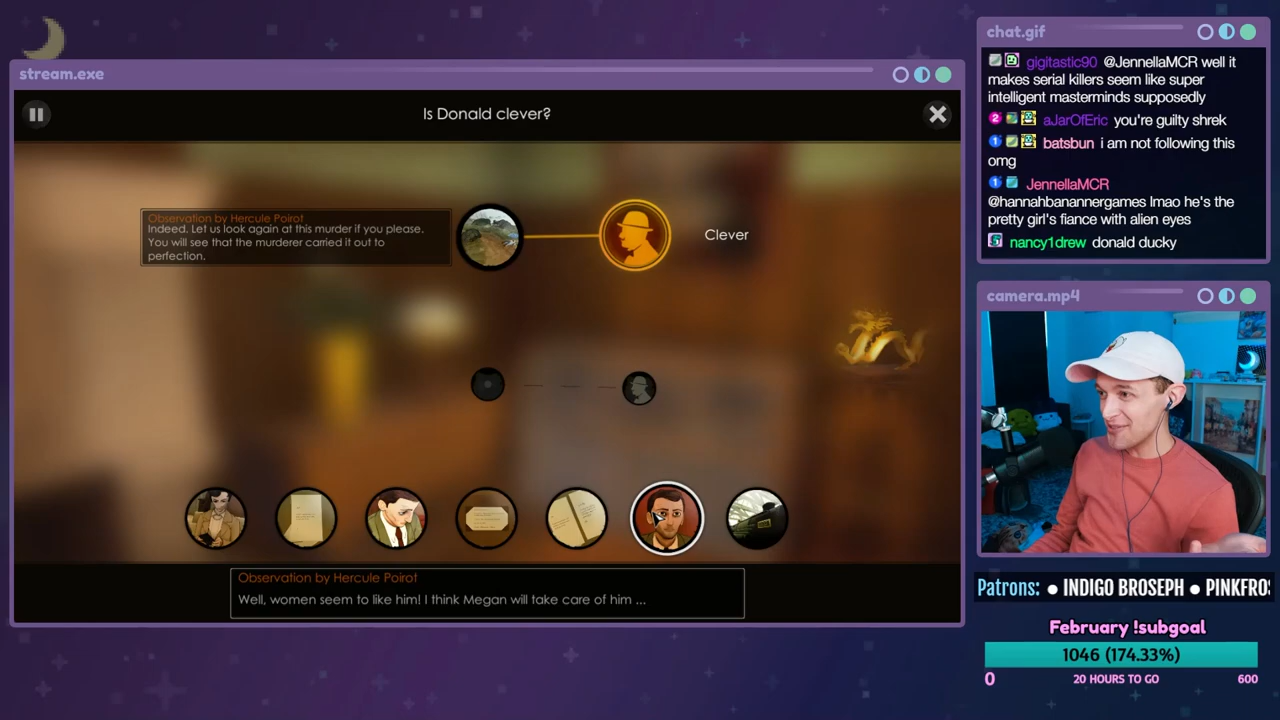 stream.exe
Is Donald clever?
Observation by Hercule Poirot
Indeed. Let us look again at this murder if you please.
You will see that the murderer carried it out to
perfection.
Clever
Observation by Hercule Poirot
Well, women seem to like him! I think Megan will take care of him ...
chat.gif
gigitastic90 @JennellaMCR well it
makes serial killers seem like super
intelligent masterminds supposedly
2 aJarOfEric you're guilty shrek
1 batsbun i am not following this
omg
1 JennellaMCR
@hannahbanannergames lmao he's the
pretty girl's fiance with alien eyes
nancy1drew donald ducky
camera.mp4
Patrons: ● INDIGO BROSEPH ● PINKFROS
February !subgoal
1046 (174.33%)
0 20 HOURS TO GO 600